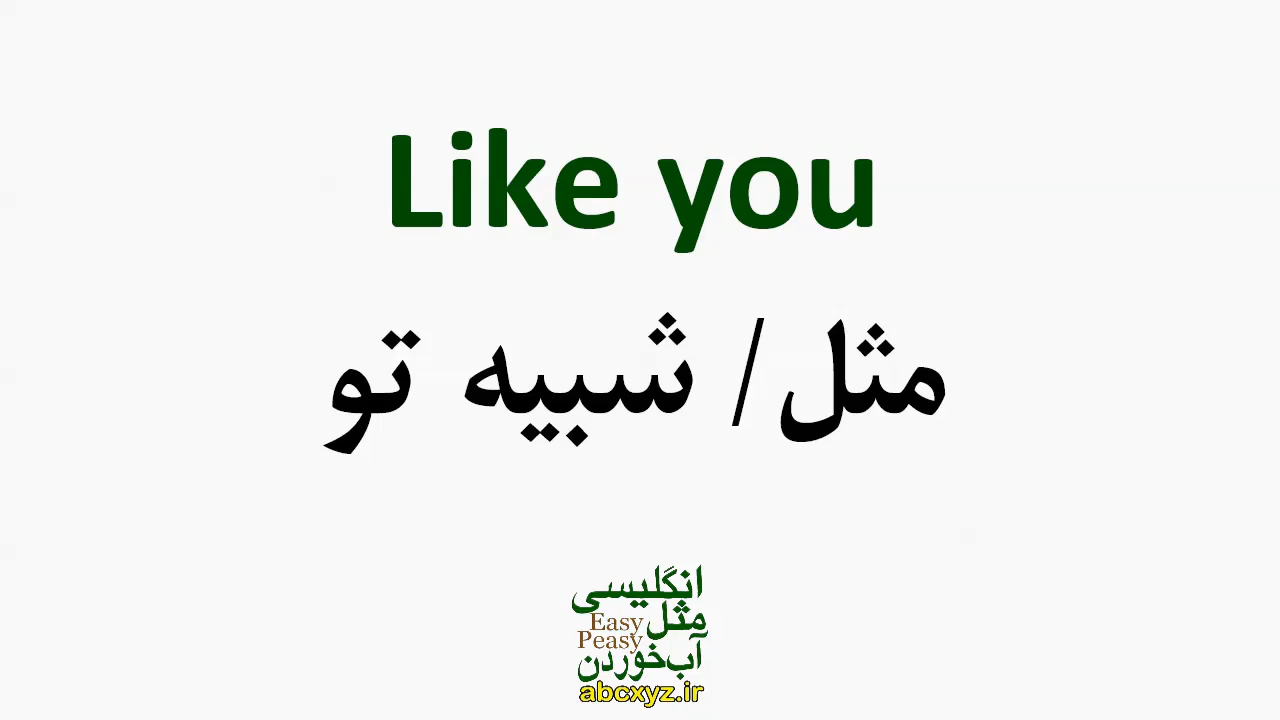 Like you
مثل/ شبیه تو
انگلیسی
مثل Easy
Peasy
آب‌خوردن
abcxyz.ir